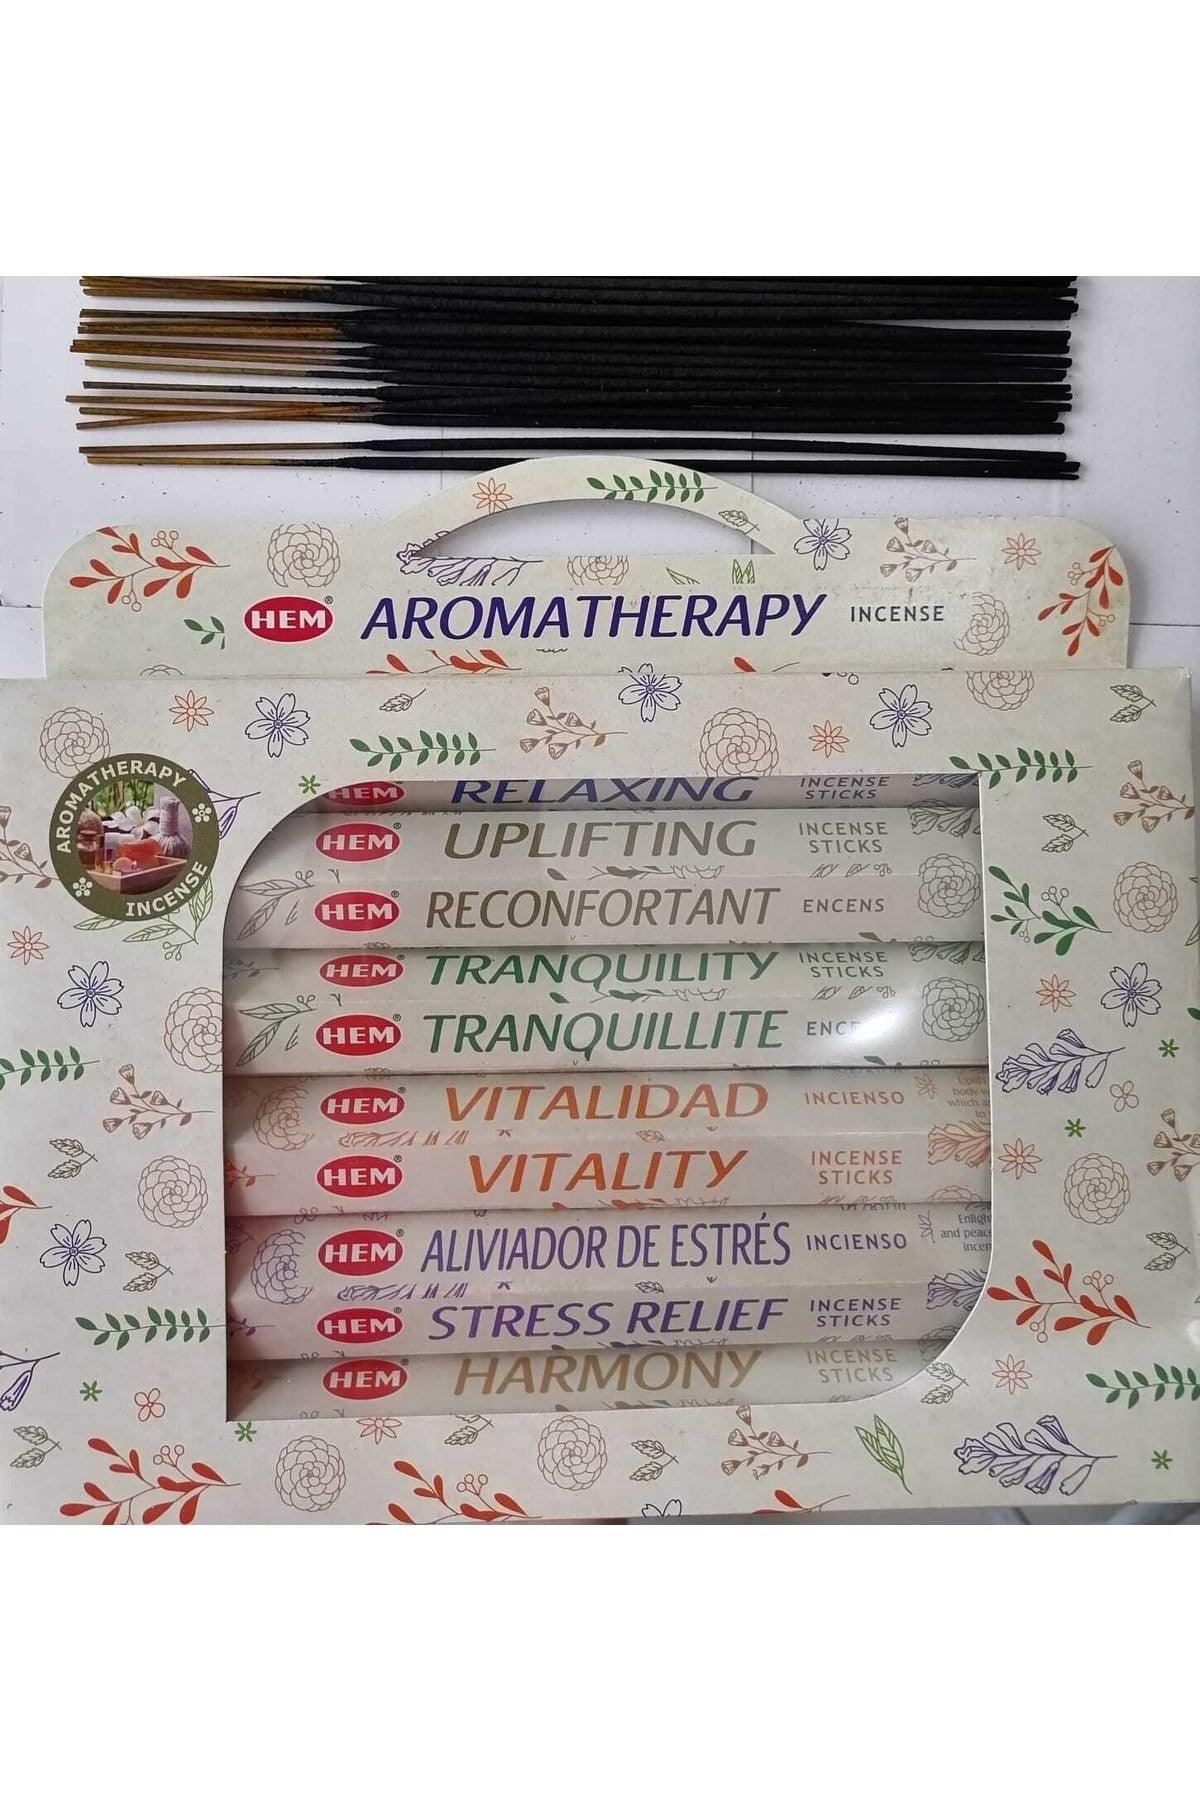 HEM® AROMATHERAPY INCENSE
AROMATHERAPY
INCENSE
HEM RELAXING INCENSE
STICKS
HEM® UPLIFTING INCENSE
STICKS
HEM® RECONFORTANT ENCENS
HEM® TRANQUILITY INCENSE
STICKS
HEM® TRANQUILLITE
HEM® VITALIDAD INCIENSO
HEM® VITALITY INCENSE
STICKS
HEM® ALIVIADOR DE ESTRÉS INCIENSO
and
HEM® STRESS RELIEF INCENSE
STICKS
HEM® HARMONY INCENSE
STICKS